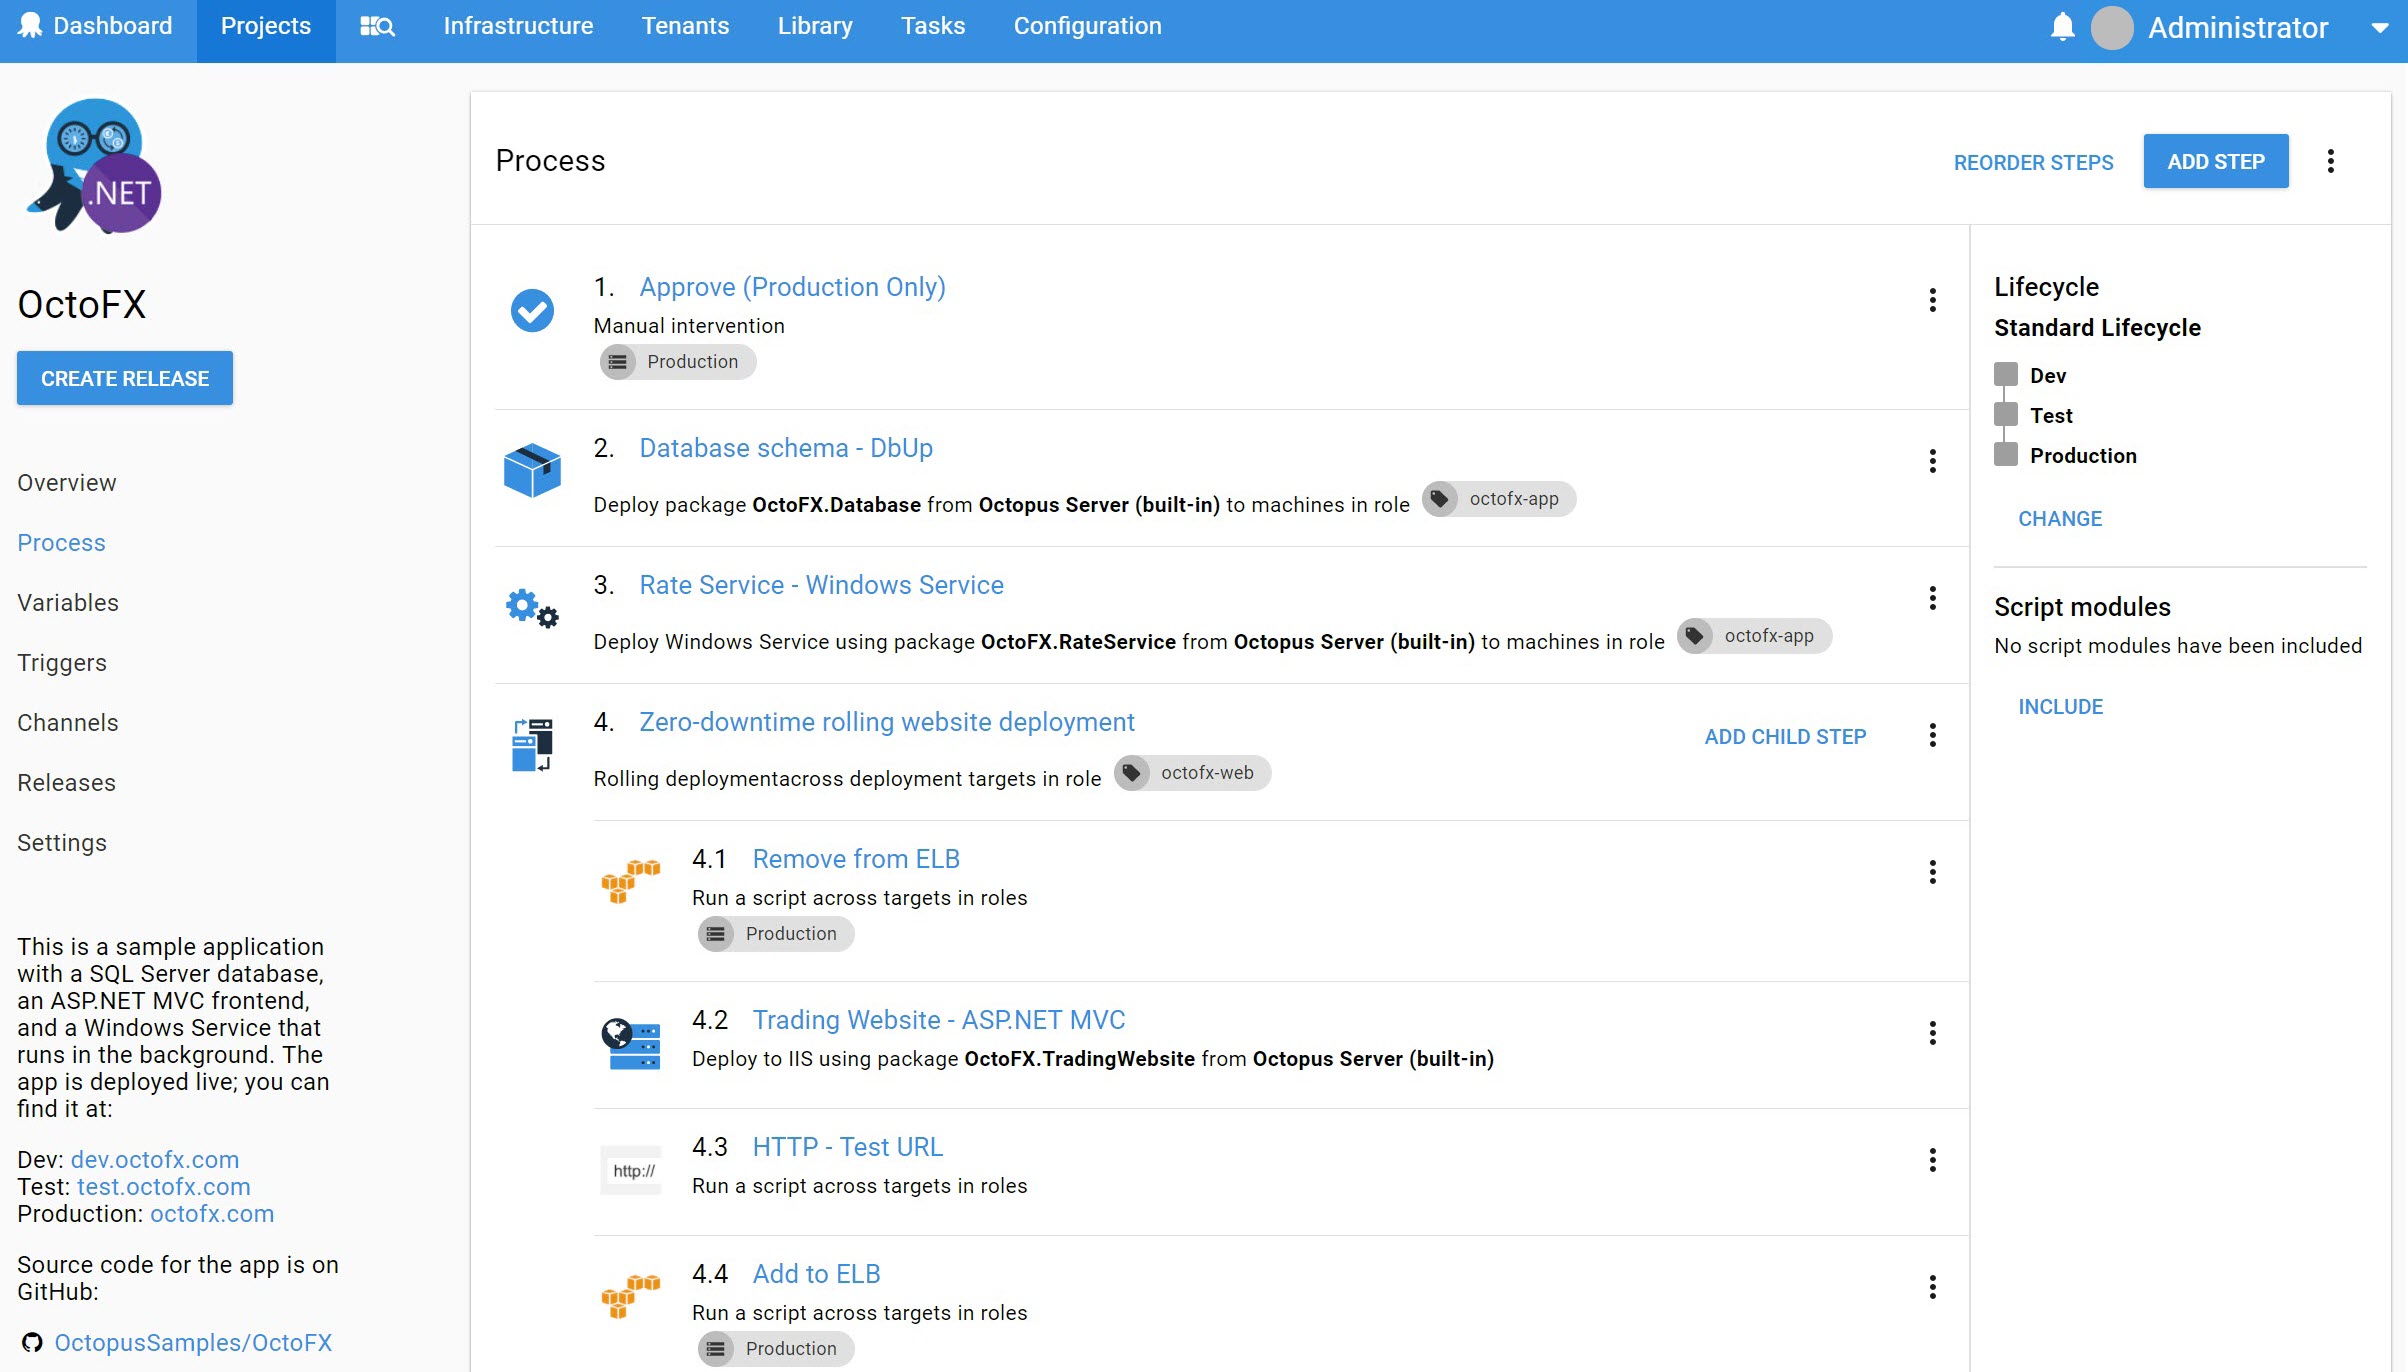 Dashboard
Projects
Infrastructure
Tenants
Library
Tasks
Configuration
Administrator
.NET
OctoFX
CREATE RELEASE
Overview
Process
Variables
Triggers
Channels
Releases
Settings
This is a sample application
with a SQL Server database,
an ASP.NET MVC frontend,
and a Windows Service that
runs in the background. The
app is deployed live; you can
find it at:
Dev: dev.octofx.com
Test: test.octofx.com
Production: octofx.com
Source code for the app is on
GitHub:
OctopusSamples/OctoFX
Process
REORDER STEPS
ADD STEP
1. Approve (Production Only)
Manual intervention
Production
2. Database schema - DbUp
Deploy package OctoFX.Database from Octopus Server (built-in) to machines in role octofx-app
3. Rate Service - Windows Service
Deploy Windows Service using package OctoFX.RateService from Octopus Server (built-in) to machines in role octofx-app
4. Zero-downtime rolling website deployment
ADD CHILD STEP
Rolling deploymentacross deployment targets in role octofx-web
4.1 Remove from ELB
Run a script across targets in roles
Production
4.2 Trading Website - ASP.NET MVC
Deploy to IIS using package OctoFX.TradingWebsite from Octopus Server (built-in)
http://
4.3 HTTP - Test URL
Run a script across targets in roles
4.4 Add to ELB
Run a script across targets in roles
Production
Lifecycle
Standard Lifecycle
Dev
Test
Production
CHANGE
Script modules
No script modules have been included
INCLUDE